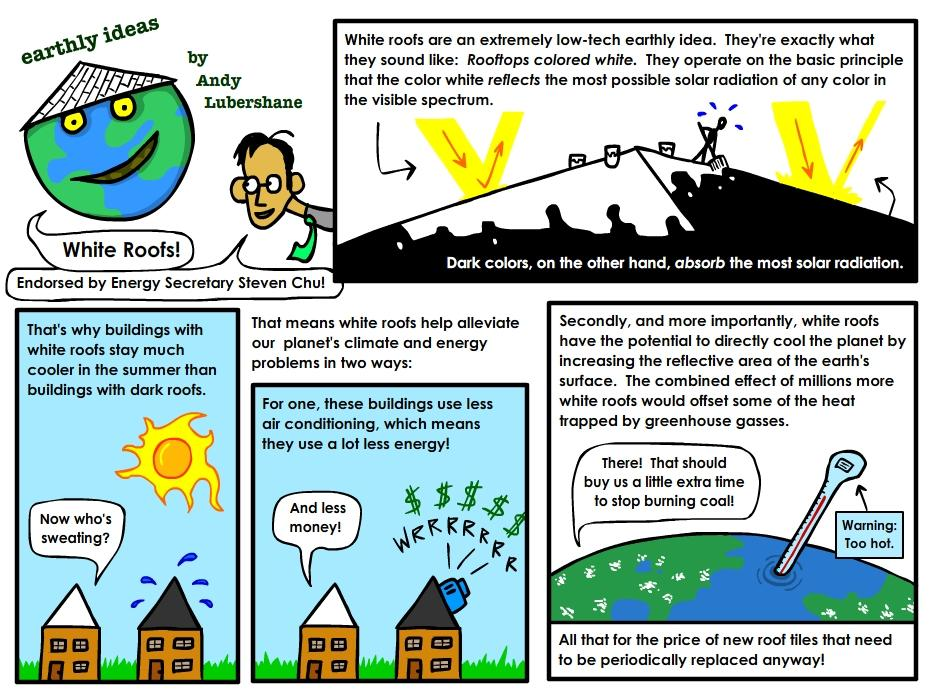 earthly ideas
by
Andy
Lubershane
White Roofs!
Endorsed by Energy Secretary Steven Chu!
White roofs are an extremely low-tech earthly idea. They're exactly what
they sound like: Rooftops colored white. They operate on the basic principle
that the color white reflects the most possible solar radiation of any color in
the visible spectrum.
Dark colors, on the other hand, absorb the most solar radiation.
That's why buildings with
white roofs stay much
cooler in the summer than
buildings with dark roofs.
Now who's
sweating?
That means white roofs help alleviate
our planet's climate and energy
problems in two ways:
For one, these buildings use less
air conditioning, which means
they use a lot less energy!
And less
money!
$ $ $ $ $
WRRRRRRR
Secondly, and more importantly, white roofs
have the potential to directly cool the planet by
increasing the reflective area of the earth's
surface. The combined effect of millions more
white roofs would offset some of the heat
trapped by greenhouse gasses.
There! That should
buy us a little extra time
to stop burning coal!
Warning:
Too hot.
All that for the price of new roof tiles that need
to be periodically replaced anyway!